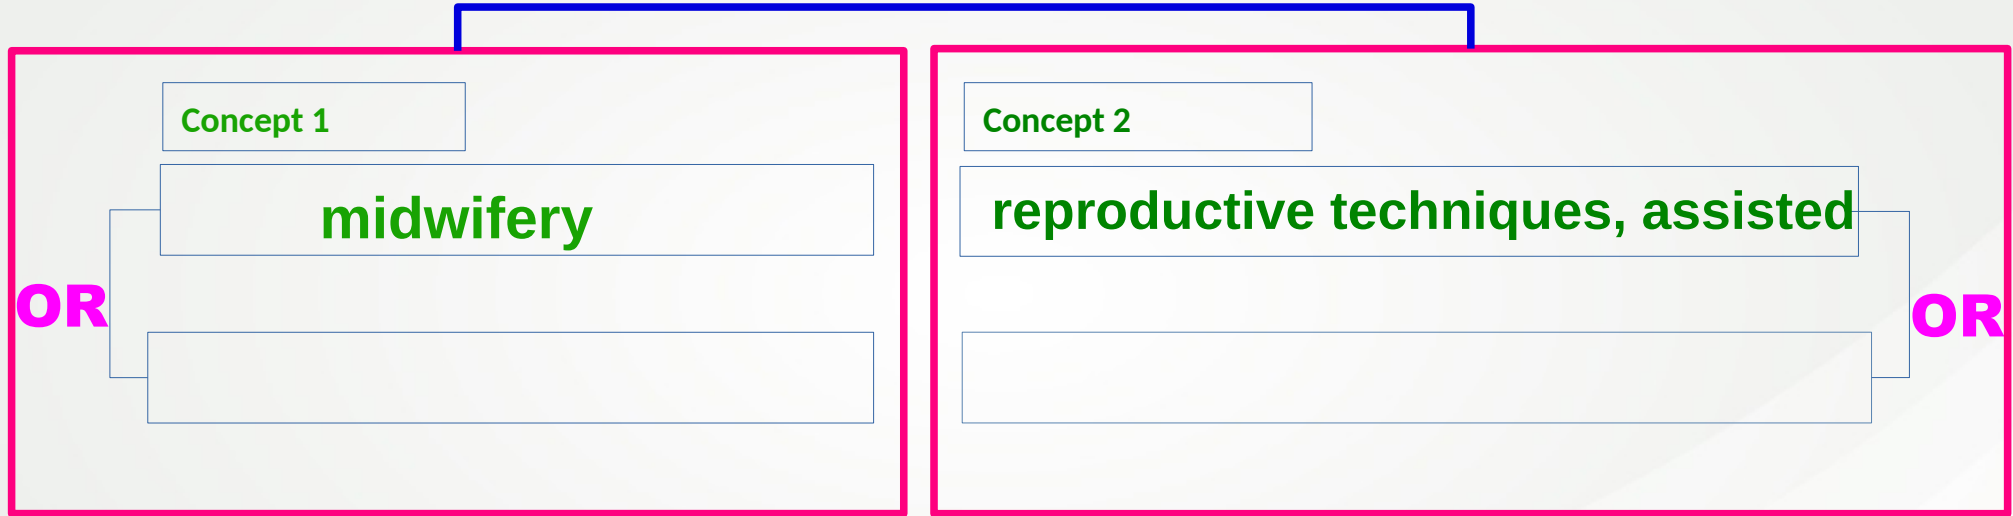 Concept 1
midwifery
OR
Concept 2
reproductive techniques, assisted
OR